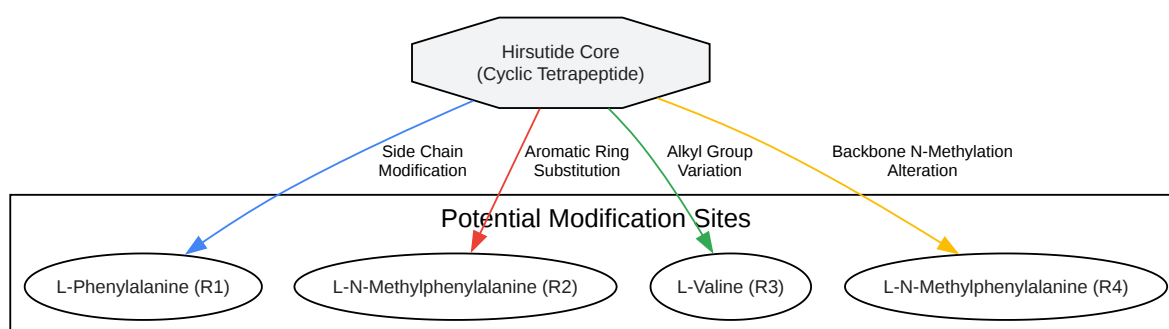 Hirsutide Core
(Cyclic Tetrapeptide)
Side Chain
Modification
Aromatic Ring
Substitution
Alkyl Group
Variation
Backbone N-Methylation
Alteration
Potential Modification Sites
L-Phenylalanine (R1)
L-N-Methylphenylalanine (R2)
L-Valine (R3)
L-N-Methylphenylalanine (R4)